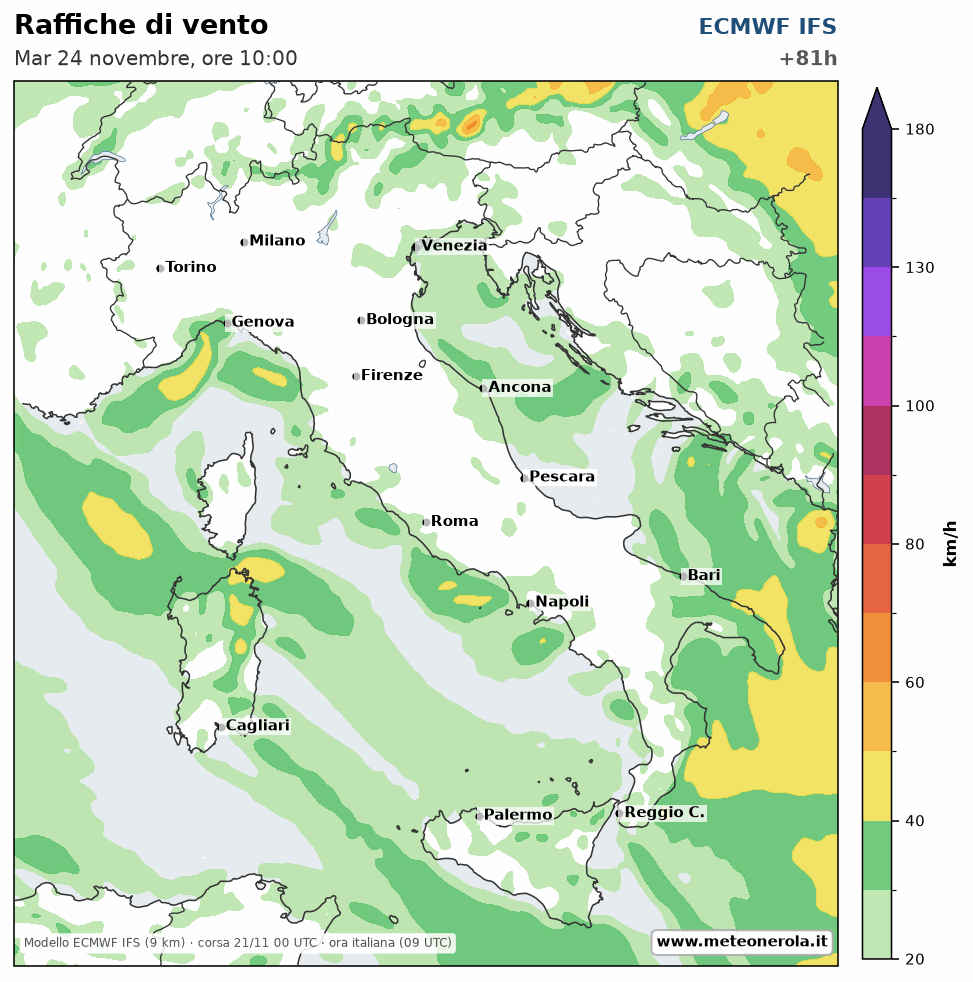 Raffiche di vento
ECMWF IFS
Mar 24 novembre, ore 10:00
+81h
Milano
Venezia
Torino
Genova
Bologna
Firenze
Ancona
Pescara
Roma
Bari
Napoli
Cagliari
Palermo
Reggio C.
180
130
100
80
60
40
20
km/h
Modello ECMWF IFS (9 km) · corsa 21/11 00 UTC · ora italiana (09 UTC)
www.meteonerola.it